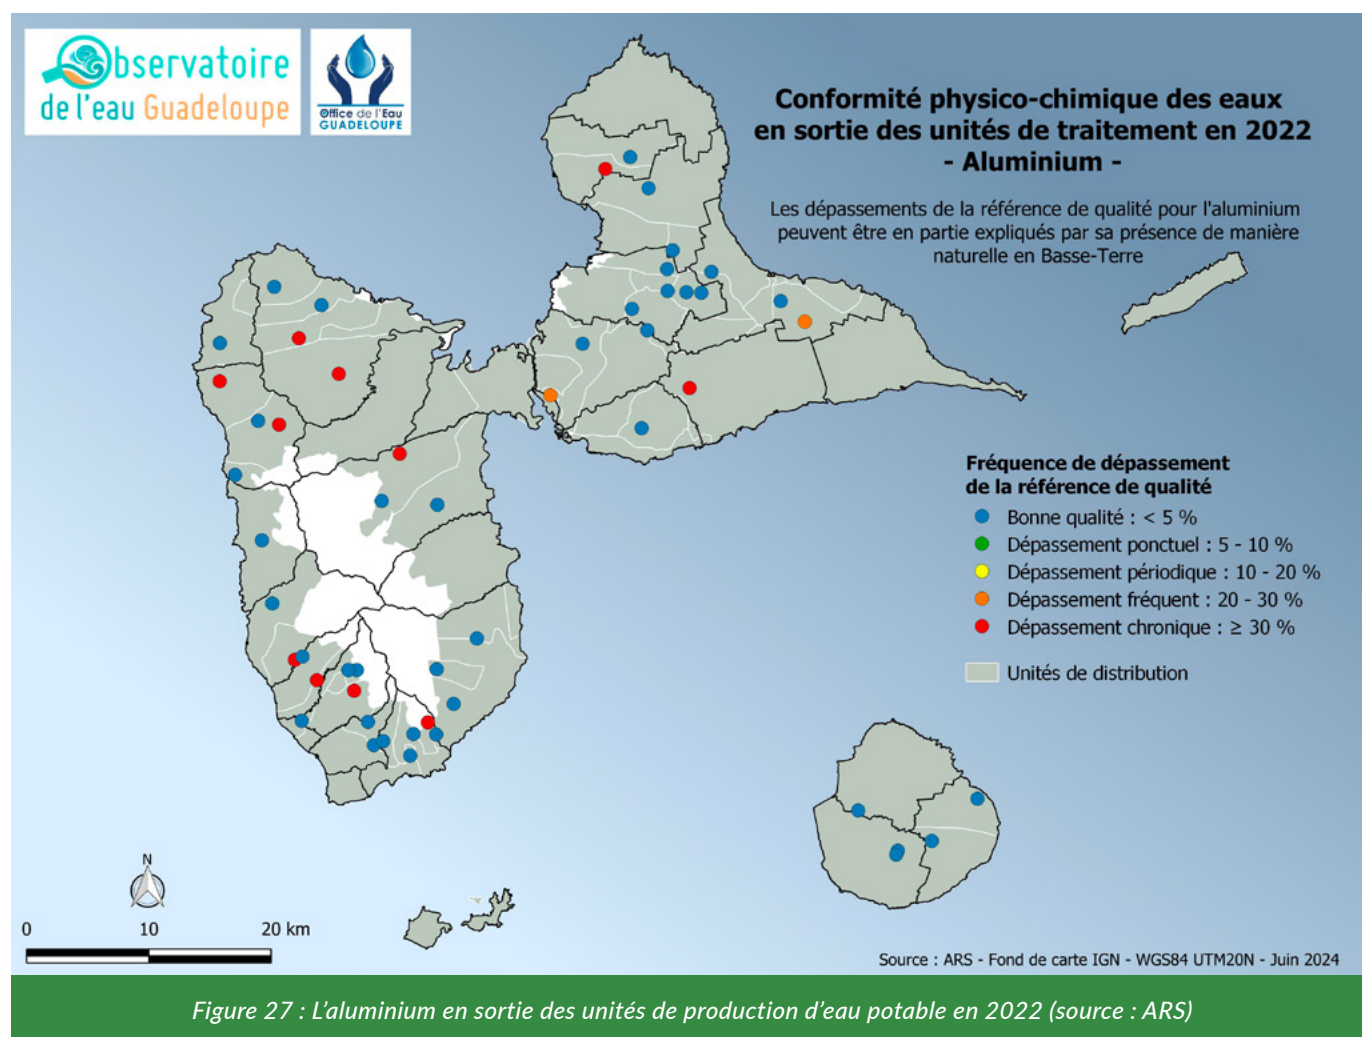 Observatoire
de l'eau Guadeloupe
Office de l'Eau
GUADELOUPE
Conformité physico-chimique des eaux
en sortie des unités de traitement en 2022
- Aluminium -
Les dépassements de la référence de qualité pour l'aluminium
peuvent être en partie expliqués par sa présence de manière
naturelle en Basse-Terre
Fréquence de dépassement
de la référence de qualité
Bonne qualité : < 5 %
Dépassement ponctuel : 5 - 10 %
Dépassement périodique : 10 - 20 %
Dépassement fréquent : 20 - 30 %
Dépassement chronique : ≥ 30 %
Unités de distribution
N
0 10 20 km
Source : ARS - Fond de carte IGN - WGS84 UTM20N - Juin 2024
Figure 27 : L'aluminium en sortie des unités de production d'eau potable en 2022 (source : ARS)